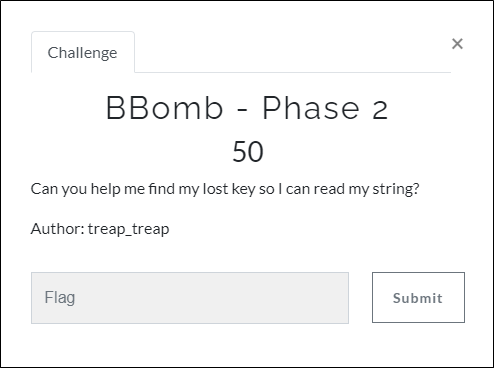 Challenge
×
BBomb - Phase 2
50
Can you help me find my lost key so I can read my string?
Author: treap_treap
Flag
Submit